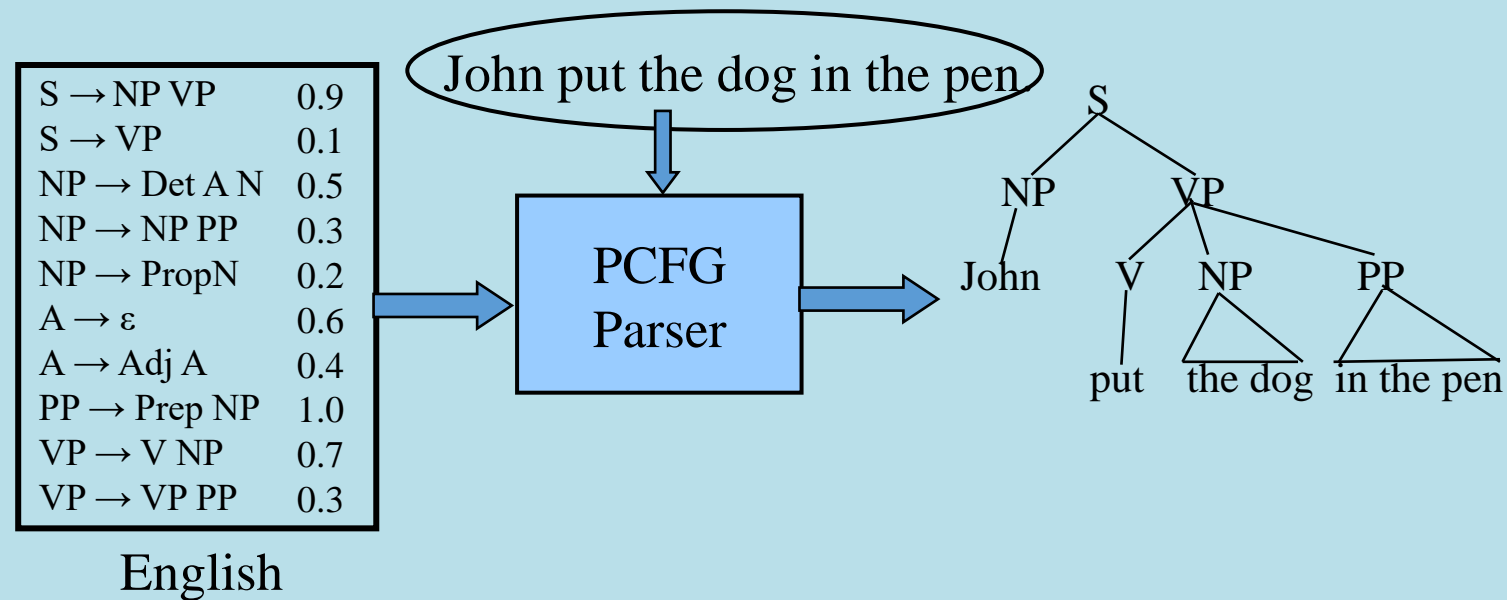 John put the dog in the pen.
S → NP VP 0.9
S → VP 0.1
NP → Det A N 0.5
NP → NP PP 0.3
NP → PropN 0.2
A → ε 0.6
A → Adj A 0.4
PP → Prep NP 1.0
VP → V NP 0.7
VP → VP PP 0.3
English
PCFG
Parser
S
NP VP
John V NP PP
put the dog in the pen